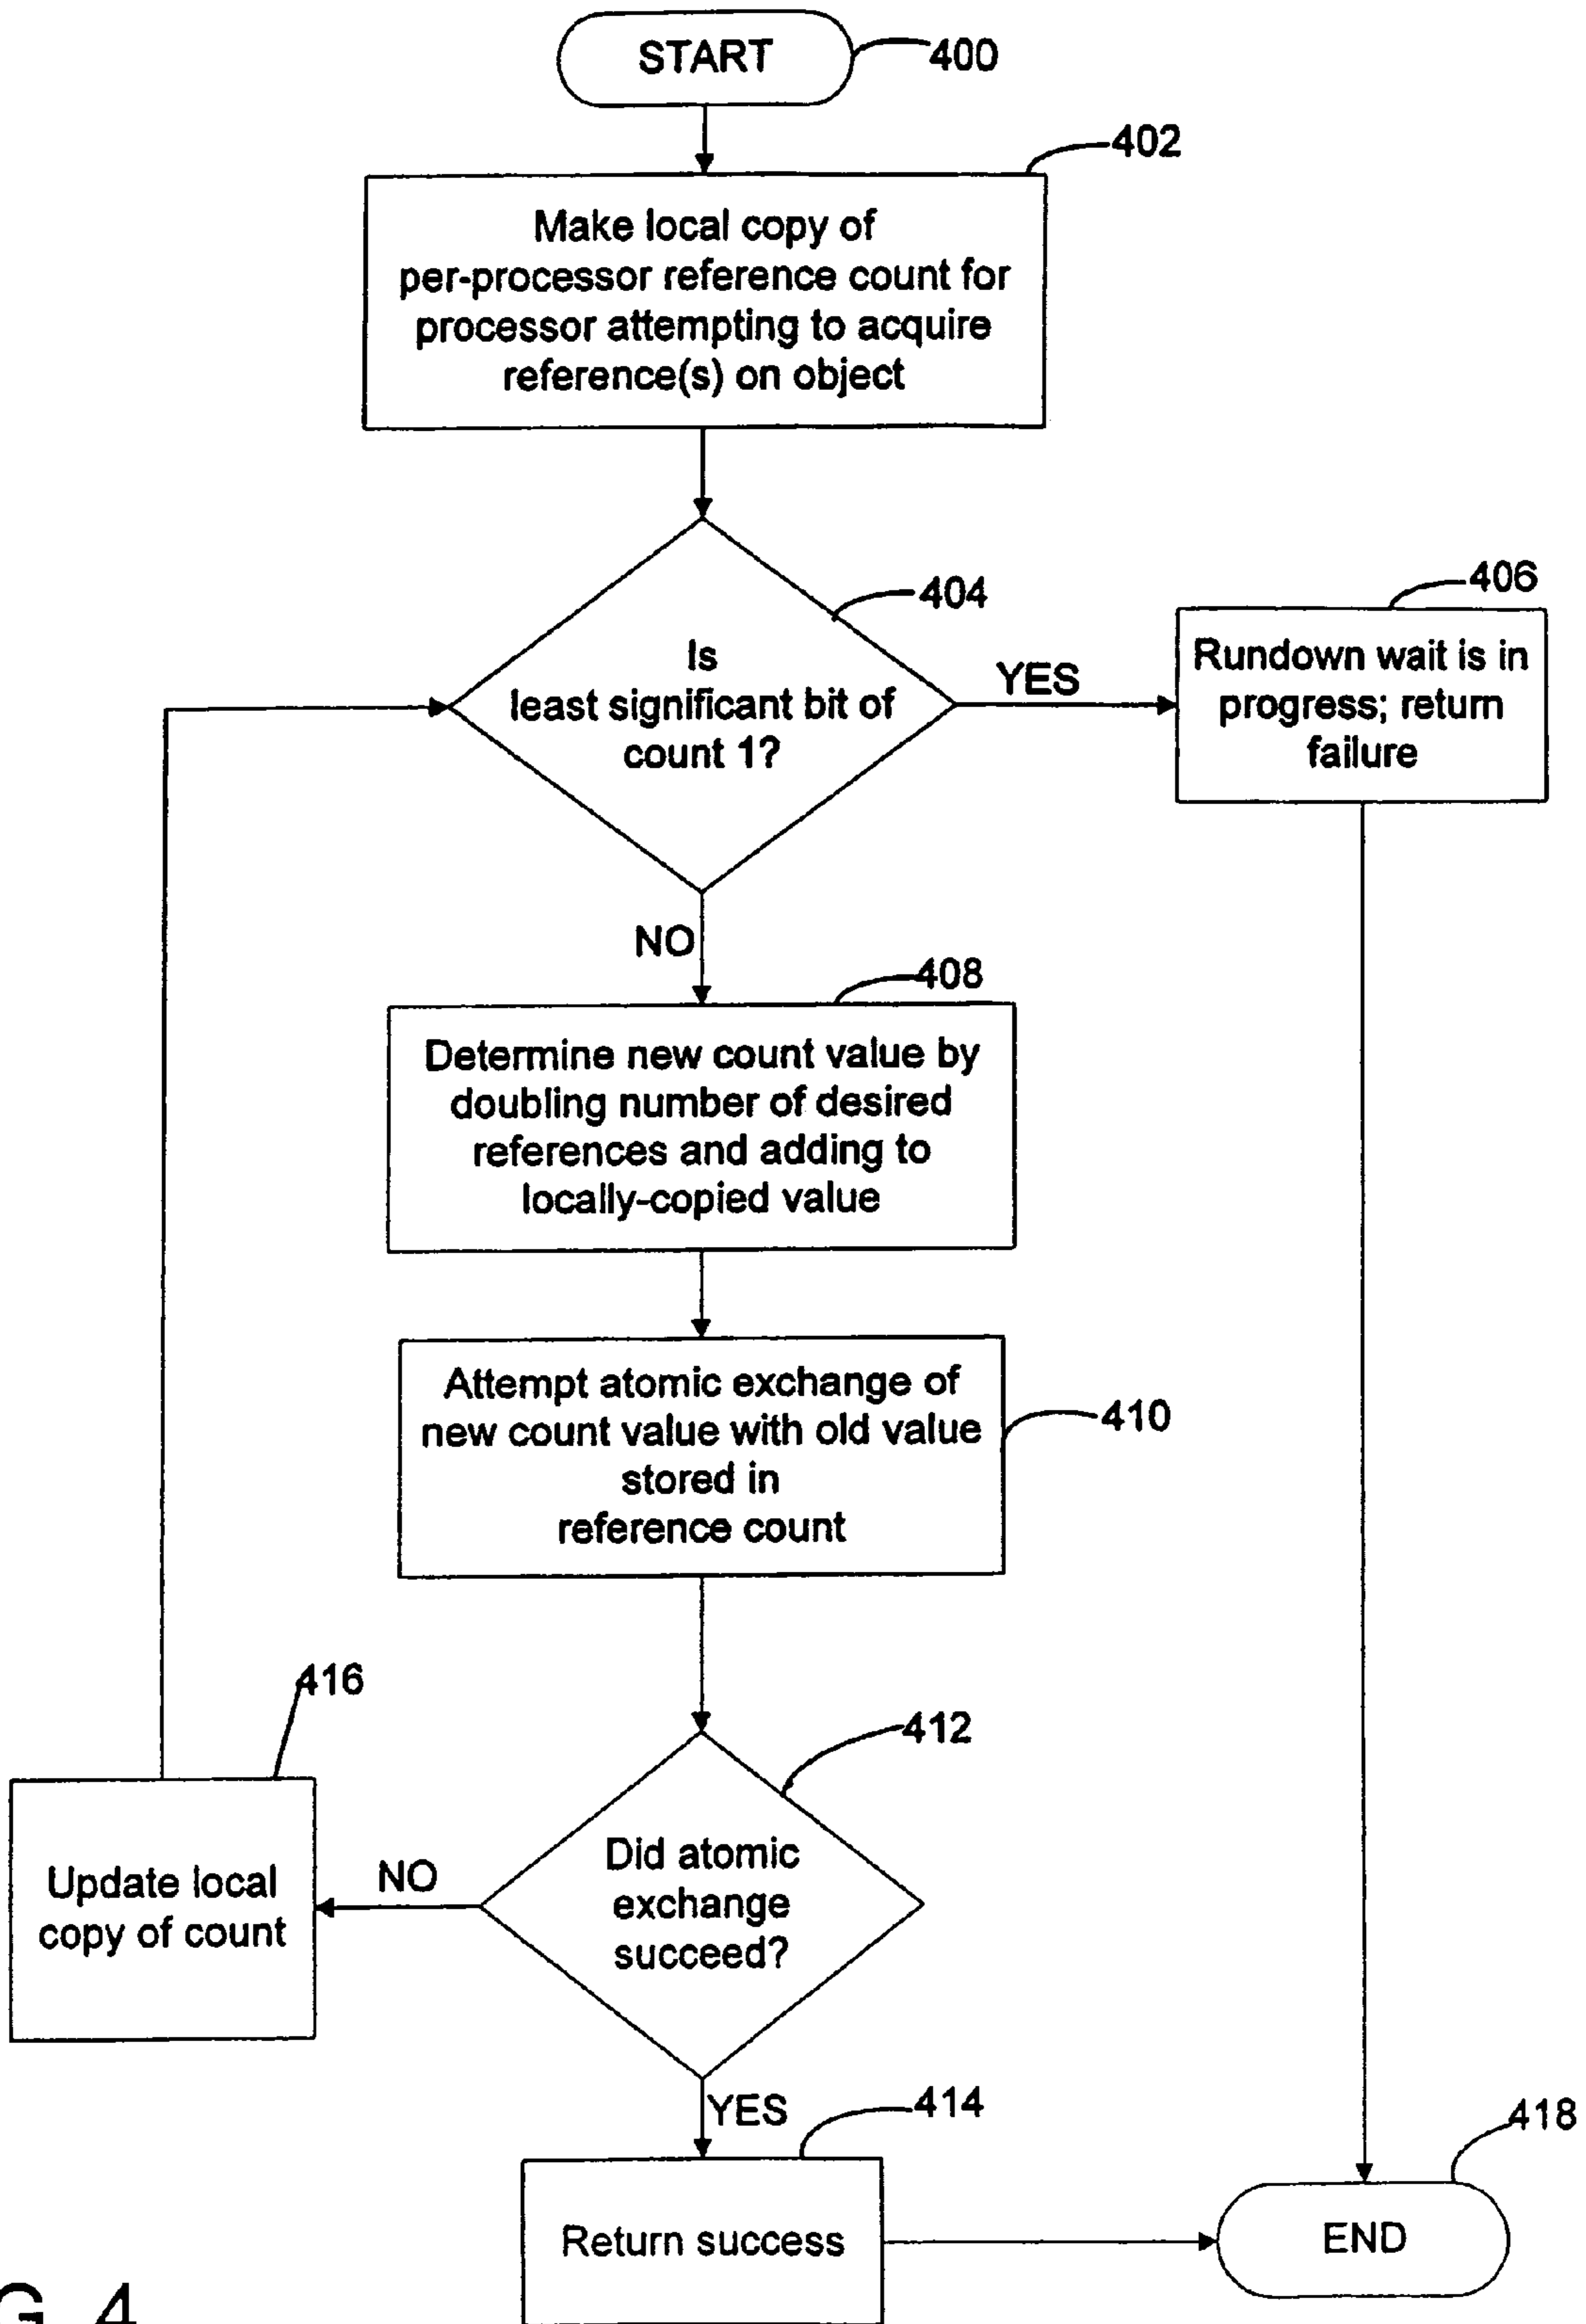 START
400
402
Make local copy of
per-processor reference count for
processor attempting to acquire
reference(s) on object
404
Is
least significant bit of
count 1?
YES
406
Rundown wait is in
progress; return
failure
NO
408
Determine new count value by
doubling number of desired
references and adding to
locally-copied value
Attempt atomic exchange of
new count value with old value
stored in
reference count
410
416
412
Did atomic
exchange
succeed?
NO
Update local
copy of count
YES
414
418
Return success
END
G. 4